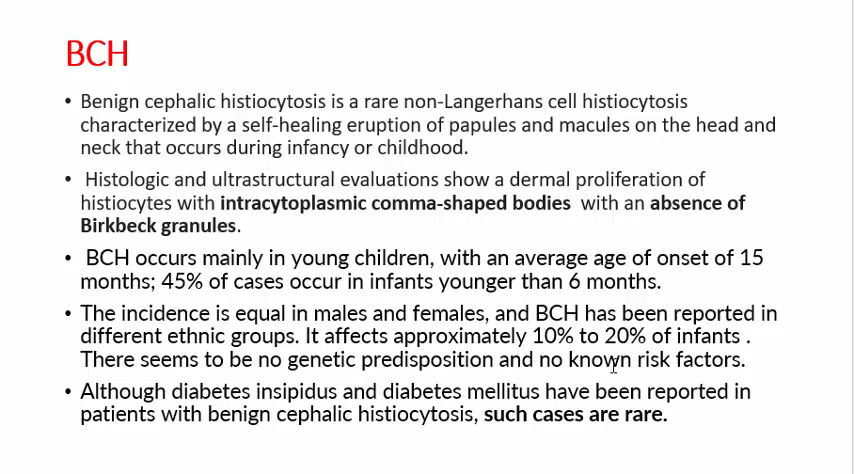 BCH
• Benign cephalic histiocytosis is a rare non-Langerhans cell histiocytosis
characterized by a self-healing eruption of papules and macules on the head and
neck that occurs during infancy or childhood.
• Histologic and ultrastructural evaluations show a dermal proliferation of
histiocytes with intracytoplasmic comma-shaped bodies with an absence of
Birkbeck granules.
• BCH occurs mainly in young children, with an average age of onset of 15
months; 45% of cases occur in infants younger than 6 months.
• The incidence is equal in males and females, and BCH has been reported in
different ethnic groups. It affects approximately 10% to 20% of infants .
There seems to be no genetic predisposition and no known risk factors.
• Although diabetes insipidus and diabetes mellitus have been reported in
patients with benign cephalic histiocytosis, such cases are rare.